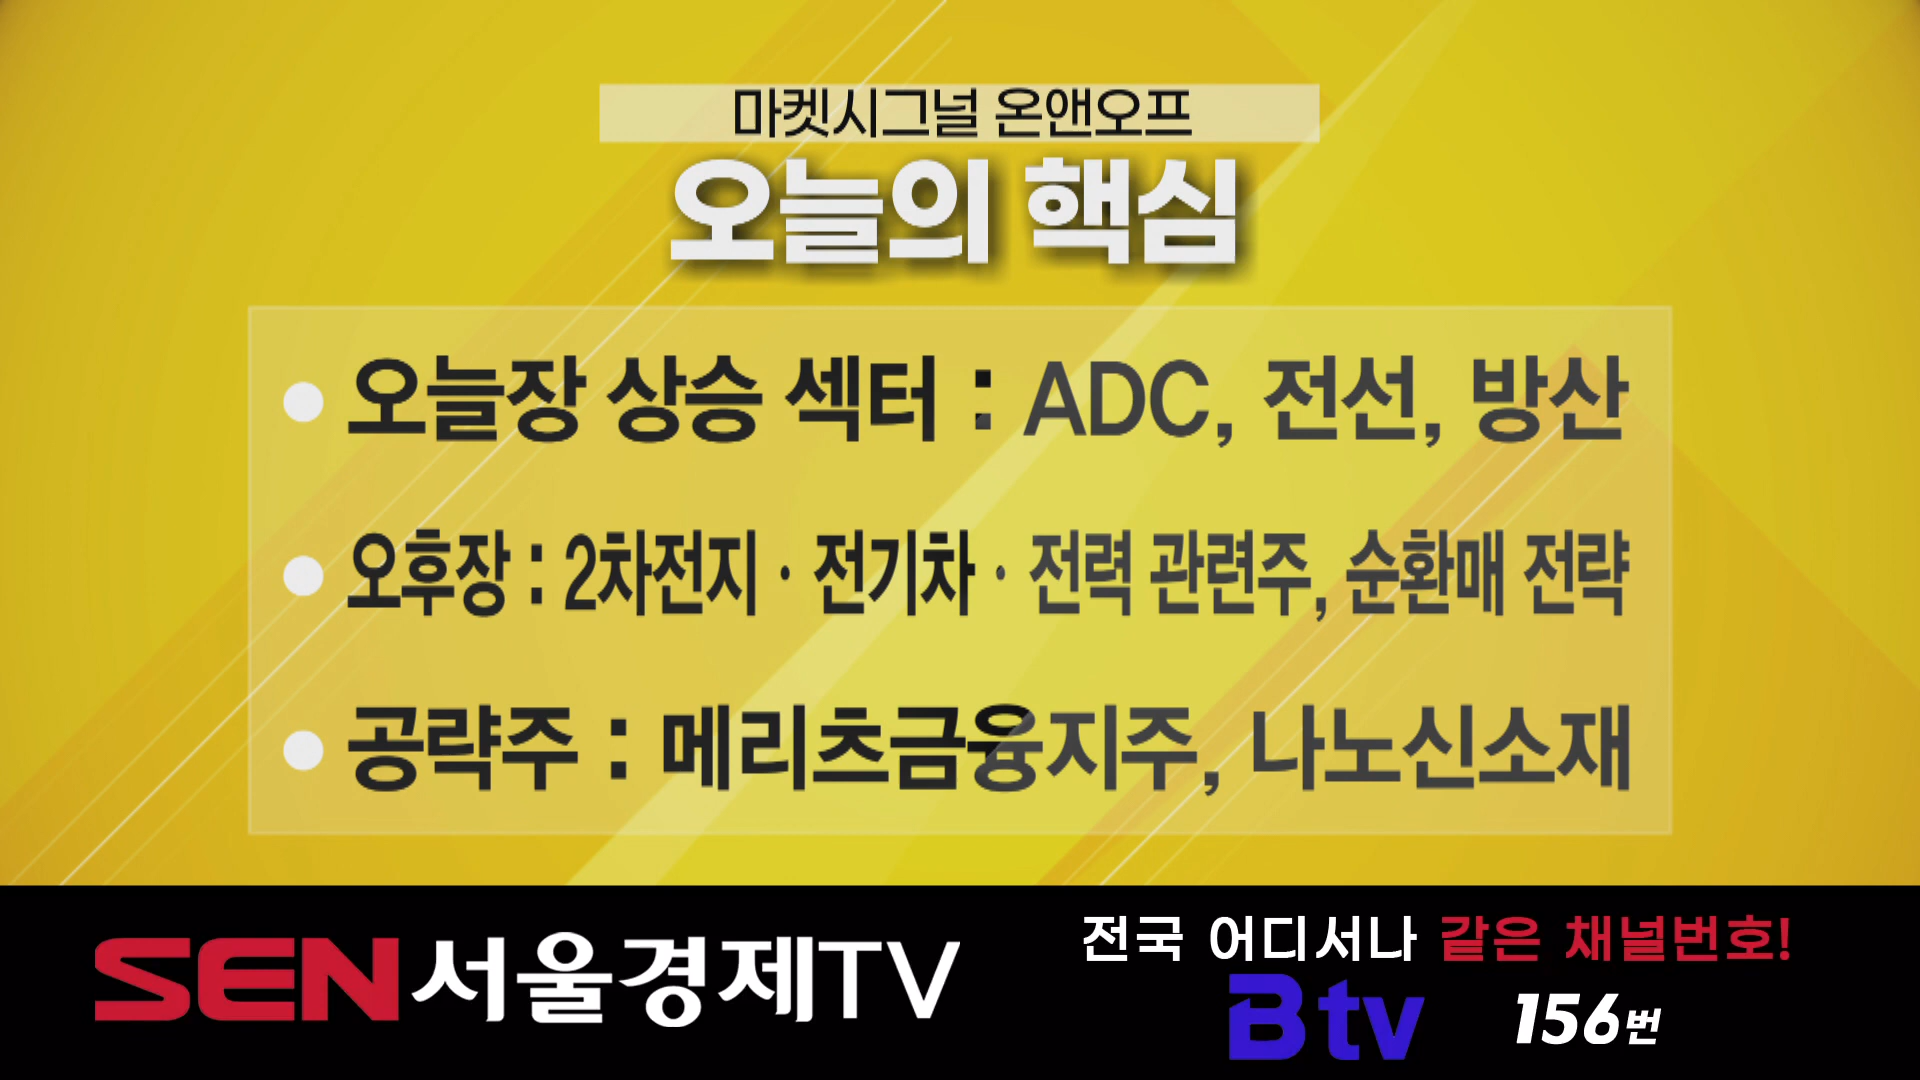 마켓시그널 온앤오프
오늘의 핵심
• 오늘장 상승 섹터 : ADC, 전선, 방산
• 오후장 : 2차전지 · 전기차 · 전력 관련주, 순환매 전략
• 공략주 : 메리츠금융지주, 나노신소재
SEN 서울경제TV
전국 어디서나 같은 채널번호!
B tv 156번